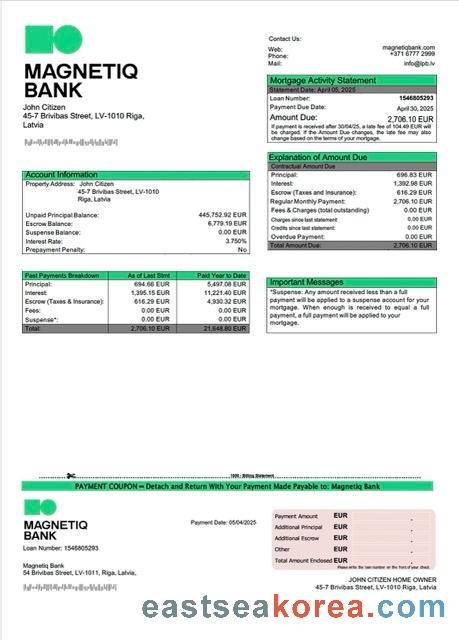 MAGNETIQ
BANK
John Citizen
45-7 Brivibas Street, LV-1010 Riga,
Latvia
Contact Us:
Web: magnetiqbank.com
Phone: +371 6777 2999
Mail: info@lpb.lv
Mortgage Activity Statement
Statement Date: April 05, 2025
Loan Number: 1546805293
Payment Due Date: April 30, 2025
Amount Due: 2,706.10 EUR
If payment is received after 30/04/25, a late fee of 104.49 EUR will
be charged. If the Amount Due changes, the late fee may also
change based on the terms of your mortgage.
Explanation of Amount Due
Contractual Amount Due
Principal: 696.83 EUR
Interest: 1,392.98 EUR
Escrow (Taxes and Insurance): 616.29 EUR
Regular Monthly Payment: 2,706.10 EUR
Fees & Charges (total outstanding) 0.00 EUR
Charges since last statement: 0.00 EUR
Credits since last statement: 0.00 EUR
Overdue Payment: 0.00 EUR
Total Amount Due: 2,706.10 EUR
Account Information
Property Address: John Citizen
45-7 Brivibas Street, LV-1010
Riga, Latvia
Unpaid Principal Balance: 445,752.92 EUR
Escrow Balance: 6,779.19 EUR
Suspense Balance: 0.00 EUR
Interest Rate: 3.750%
Prepayment Penalty: No
Past Payments Breakdown As of Last Stmt Paid Year to Date
Principal: 694.66 EUR 5,497.08 EUR
Interest: 1,395.15 EUR 11,221.40 EUR
Escrow (Taxes & Insurance): 616.29 EUR 4,930.32 EUR
Fees: 0.00 EUR 0.00 EUR
Suspense*: 0.00 EUR 0.00 EUR
Total: 2,706.10 EUR 21,648.80 EUR
Important Messages
*Suspense: Any amount received less than a full
payment will be applied to a suspense account for your
mortgage. When enough is received to equal a full
payment, a full payment will be applied to your
mortgage.
1000 - Billing Statement
PAYMENT COUPON – Detach and Return With Your Payment Made Payable to: Magnetiq Bank
MAGNETIQ
BANK
Loan Number: 1546805293
Payment Date: 05/04/2025
Magnetiq Bank
54 Brivibas Street, LV-1011, Riga, Latvia,
Payment Amount EUR .
Additional Principal EUR .
Additional Escrow EUR .
Other EUR .
Total Amount Enclosed EUR .
Please write the loan number on the front of your check.
JOHN CITIZEN HOME OWNER
45-7 Brivibas Street, LV-1010 Riga, Latvia
eastseakorea.com